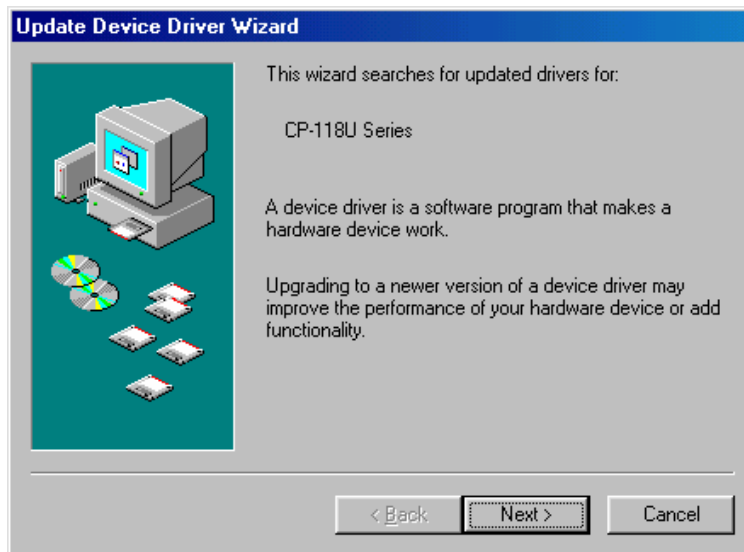 Update Device Driver Wizard
This wizard searches for updated drivers for:
CP-118U Series
A device driver is a software program that makes a
hardware device work.
Upgrading to a newer version of a device driver may
improve the performance of your hardware device or add
functionality.
< Back
Next >
Cancel